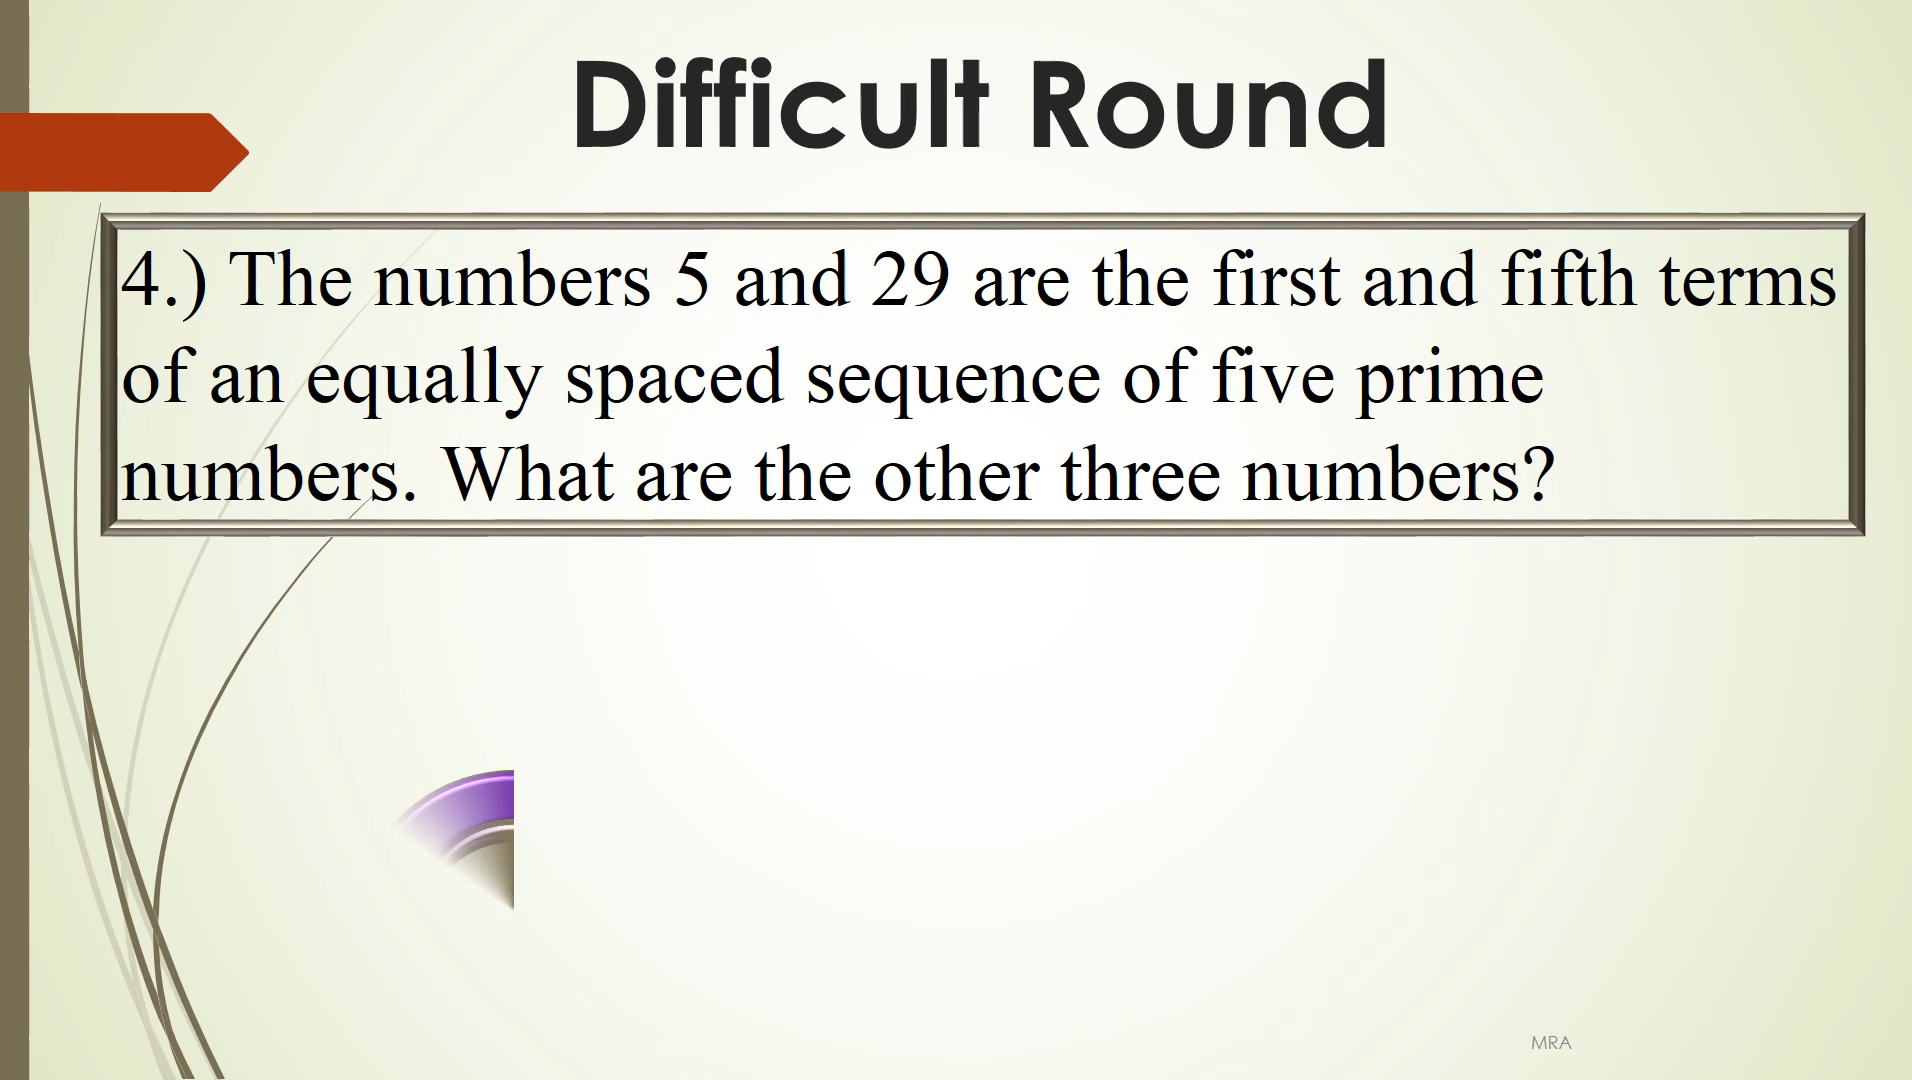 Difficult Round
4.) The numbers 5 and 29 are the first and fifth terms
of an equally spaced sequence of five prime
numbers. What are the other three numbers?
MRA